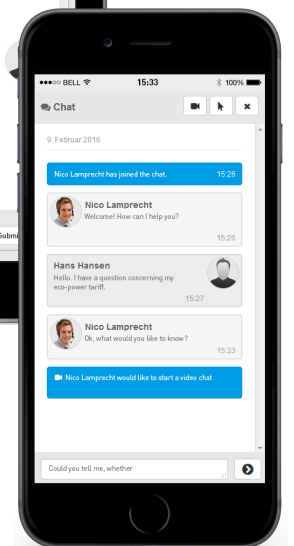 BELL 15:33 100%
Chat
9. Februar 2016
Nico Lamprecht has joined the chat. 15:26
Nico Lamprecht
Welcome! How can I help you?
15:26
Hans Hansen
Hello. I have a question concerning my
eco-power tariff.
15:27
Nico Lamprecht
Ok, what would you like to know?
15:33
Nico Lamprecht would like to start a video chat
Could you tell me, whether